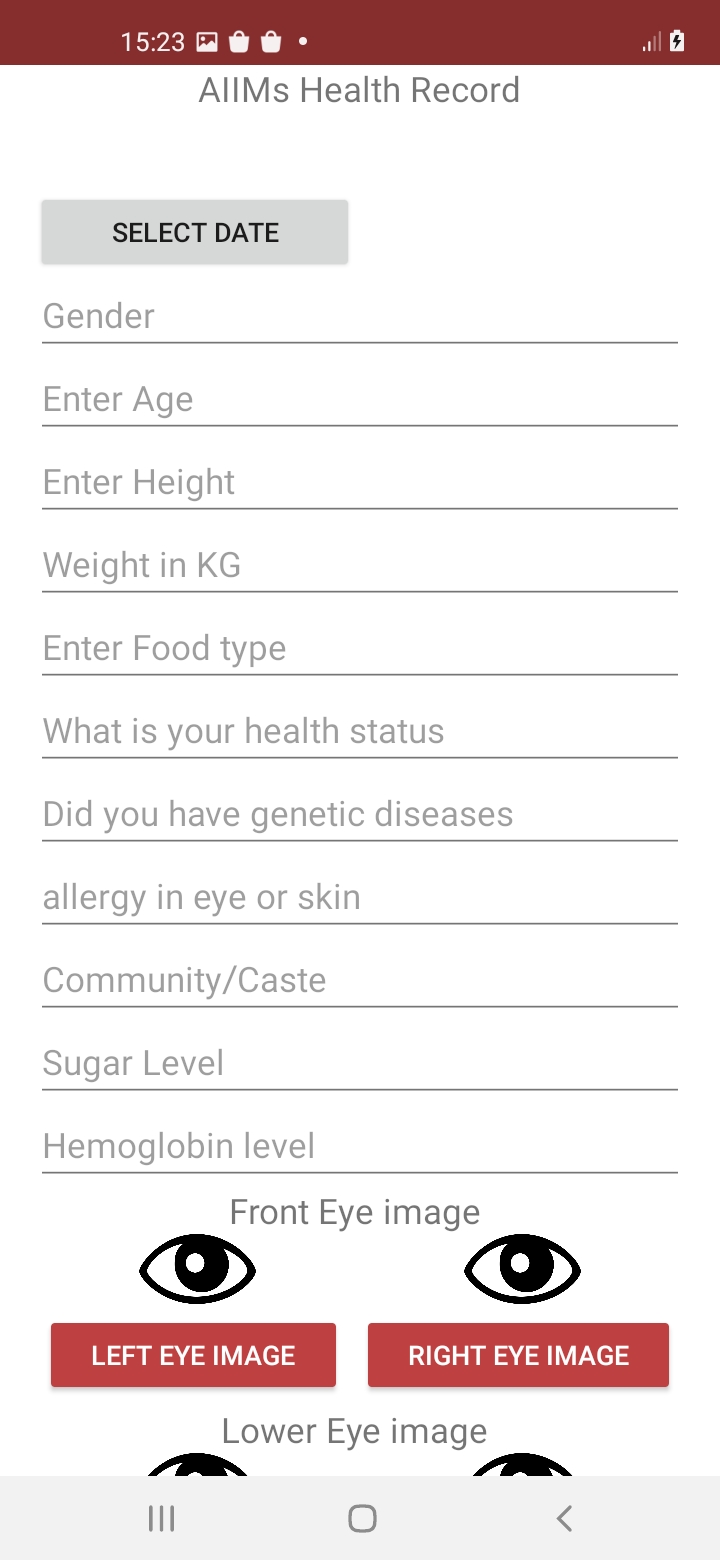 15:23
AIIMs Health Record
SELECT DATE
Gender
Enter Age
Enter Height
Weight in KG
Enter Food type
What is your health status
Did you have genetic diseases
allergy in eye or skin
Community/Caste
Sugar Level
Hemoglobin level
Front Eye image
LEFT EYE IMAGE
RIGHT EYE IMAGE
Lower Eye image